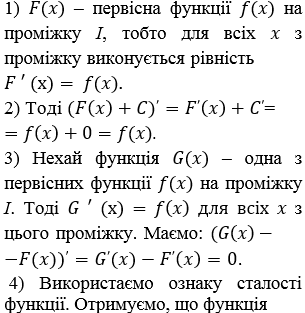 1) F(x) – первісна функції f(x) на
проміжку I, тобто для всіх x з
проміжку виконується рівність
F ′ (x) = f(x).
2) Тоді (F(x) + C)′ = F′(x) + C′=
= f(x) + 0 = f(x).
3) Нехай функція G(x) – одна з
первісних функції f(x) на проміжку
I. Тоді G ′ (x) = f(x) для всіх x з
цього проміжку. Маємо: (G(x) −
−F(x))′ = G′(x) − F′(x) = 0.
4) Використаємо ознаку сталості
функції. Отримуємо, що функція